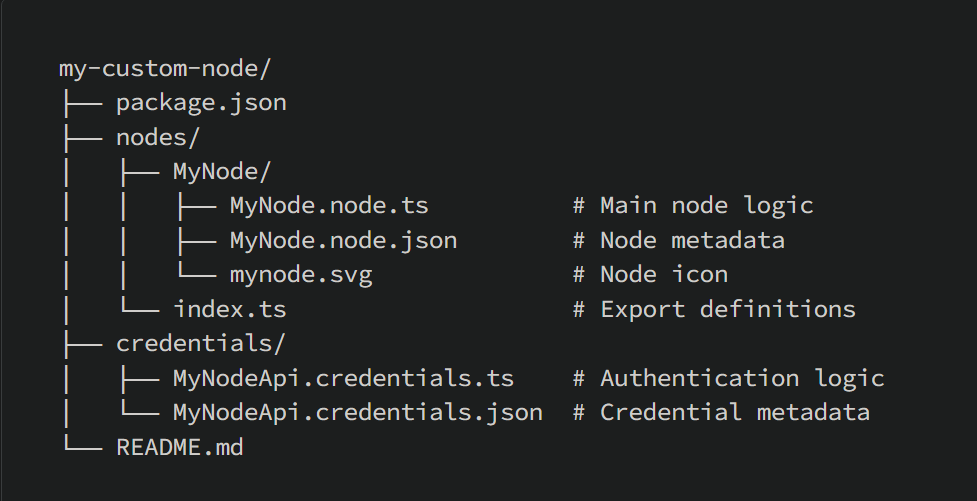 my-custom-node/
├── package.json
├── nodes/
│   ├── MyNode/
│   │   ├── MyNode.node.ts          # Main node logic
│   │   ├── MyNode.node.json        # Node metadata
│   │   └── mynode.svg              # Node icon
│   └── index.ts                    # Export definitions
├── credentials/
│   ├── MyNodeApi.credentials.ts    # Authentication logic
│   └── MyNodeApi.credentials.json  # Credential metadata
└── README.md